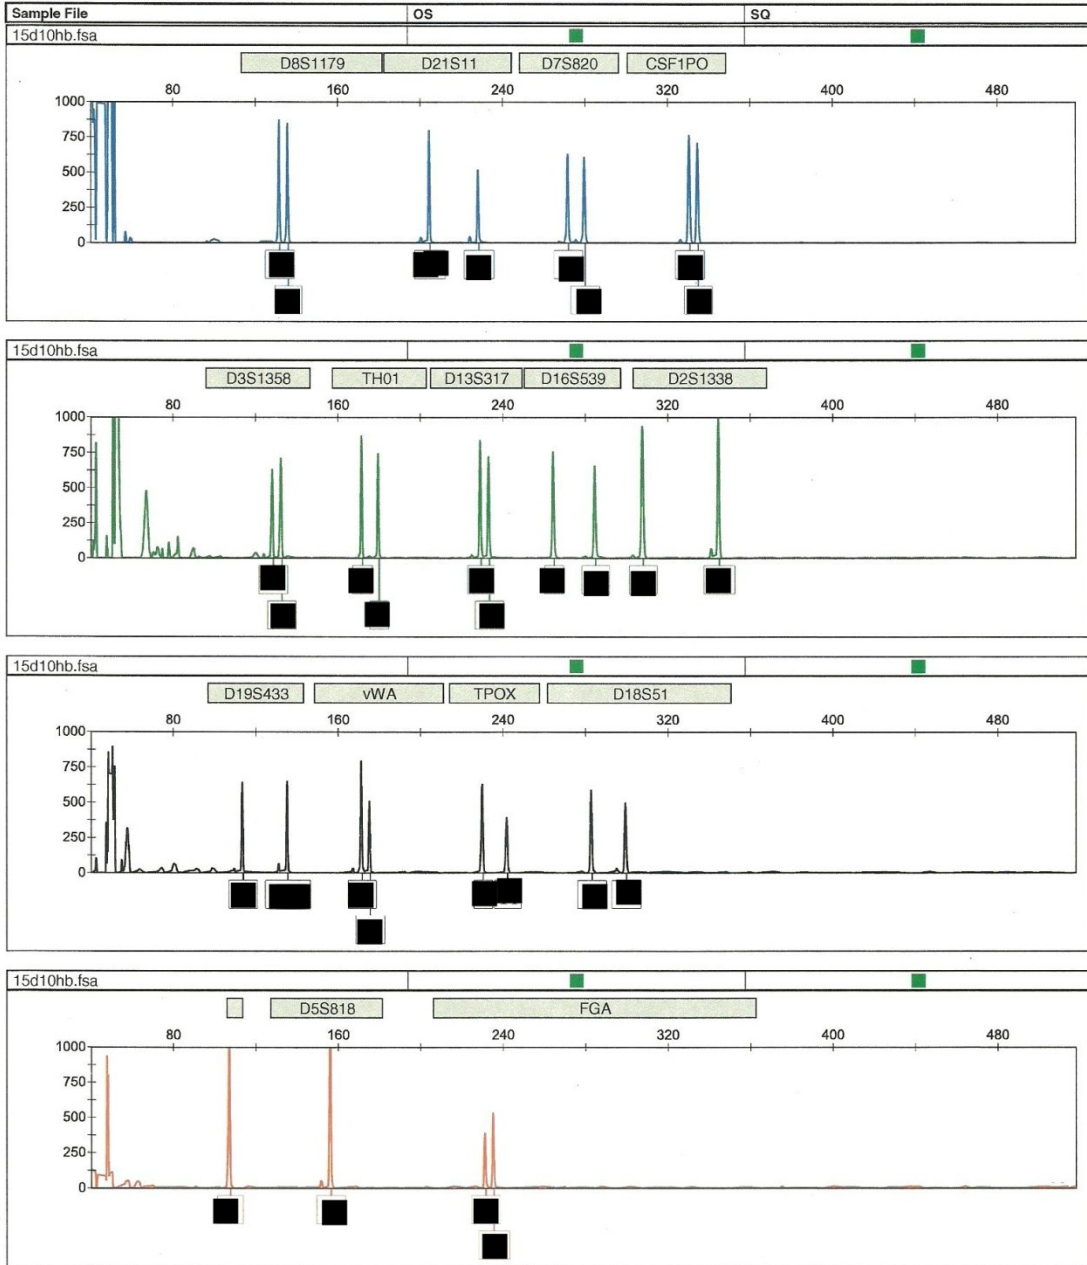 Sample File OS SQ
15d10hb.fsa
D8S1179 D21S11 D7S820 CSF1PO
80 160 240 320 400 480
1000
750
500
250
0
15d10hb.fsa
D3S1358 TH01 D13S317 D16S539 D2S1338
80 160 240 320 400 480
1000
750
500
250
0
15d10hb.fsa
D19S433 vWA TPOX D18S51
80 160 240 320 400 480
1000
750
500
250
0
15d10hb.fsa
D5S818 FGA
80 160 240 320 400 480
1000
750
500
250
0